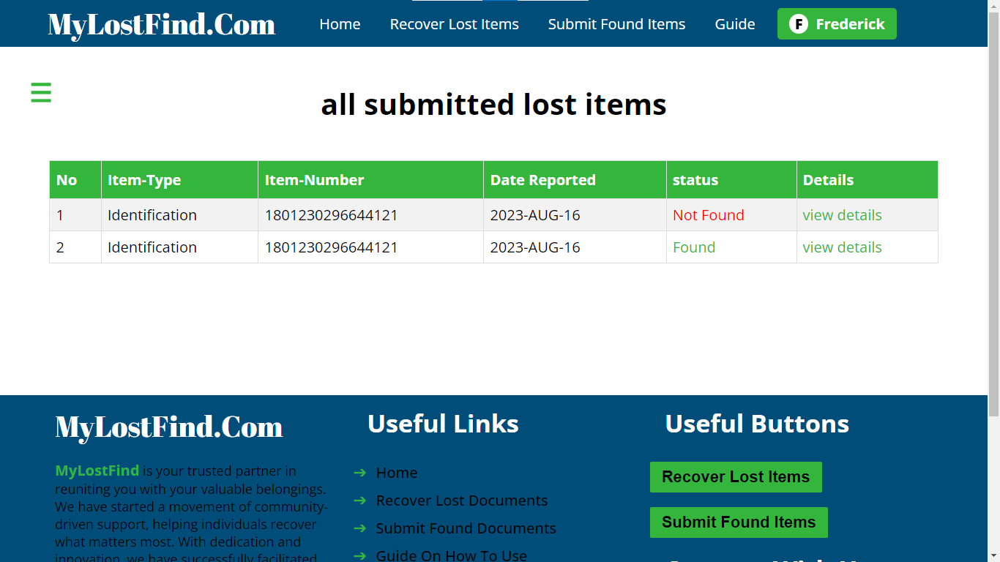 MyLostFind.Com Home Recover Lost Items Submit Found Items Guide F Frederick
all submitted lost items
No Item-Type Item-Number Date Reported status Details
1 Identification 1801230296644121 2023-AUG-16 Not Found view details
2 Identification 1801230296644121 2023-AUG-16 Found view details
MyLostFind.Com
MyLostFind is your trusted partner in
reuniting you with your valuable belongings.
We have started a movement of community-
driven support, helping individuals recover
what matters most. With dedication and
innovation, we have successfully facilitated
Useful Links
Home
Recover Lost Documents
Submit Found Documents
Guide On How To Use
Useful Buttons
Recover Lost Items
Submit Found Items